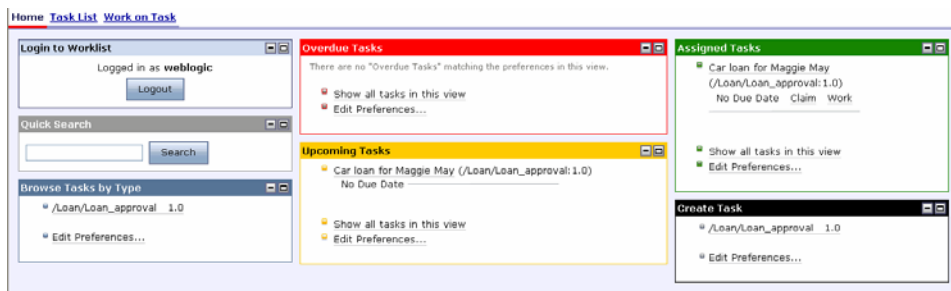 Home Task List Work on Task
Login to Worklist
Logged in as weblogic
Logout
Quick Search
Search
Browse Tasks by Type
/Loan/Loan_approval 1.0
Edit Preferences...
Overdue Tasks
There are no "Overdue Tasks" matching the preferences in this view.
Show all tasks in this view
Edit Preferences...
Upcoming Tasks
Car loan for Maggie May (/Loan/Loan_approval:1.0)
No Due Date
Show all tasks in this view
Edit Preferences...
Assigned Tasks
Car loan for Maggie May
(/Loan/Loan_approval:1.0)
No Due Date Claim Work
Show all tasks in this view
Edit Preferences...
Create Task
/Loan/Loan_approval 1.0
Edit Preferences...